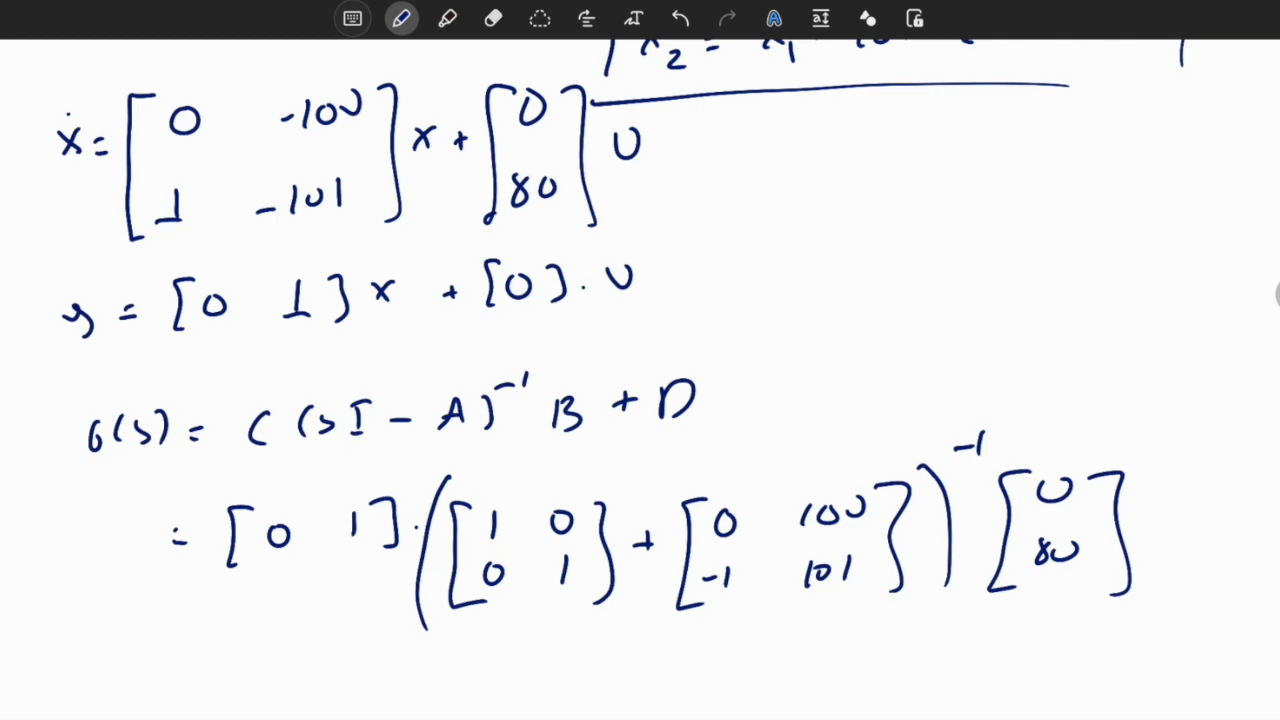 ẋ = [0 -100; 1 -101] x + [0; 80] U
y = [0 1] x + [0] . U
G(s) = C (sI - A)⁻¹ B + D
= [0 1] . ([1 0; 0 1] + [0 100; -1 101])⁻¹ [0; 80]